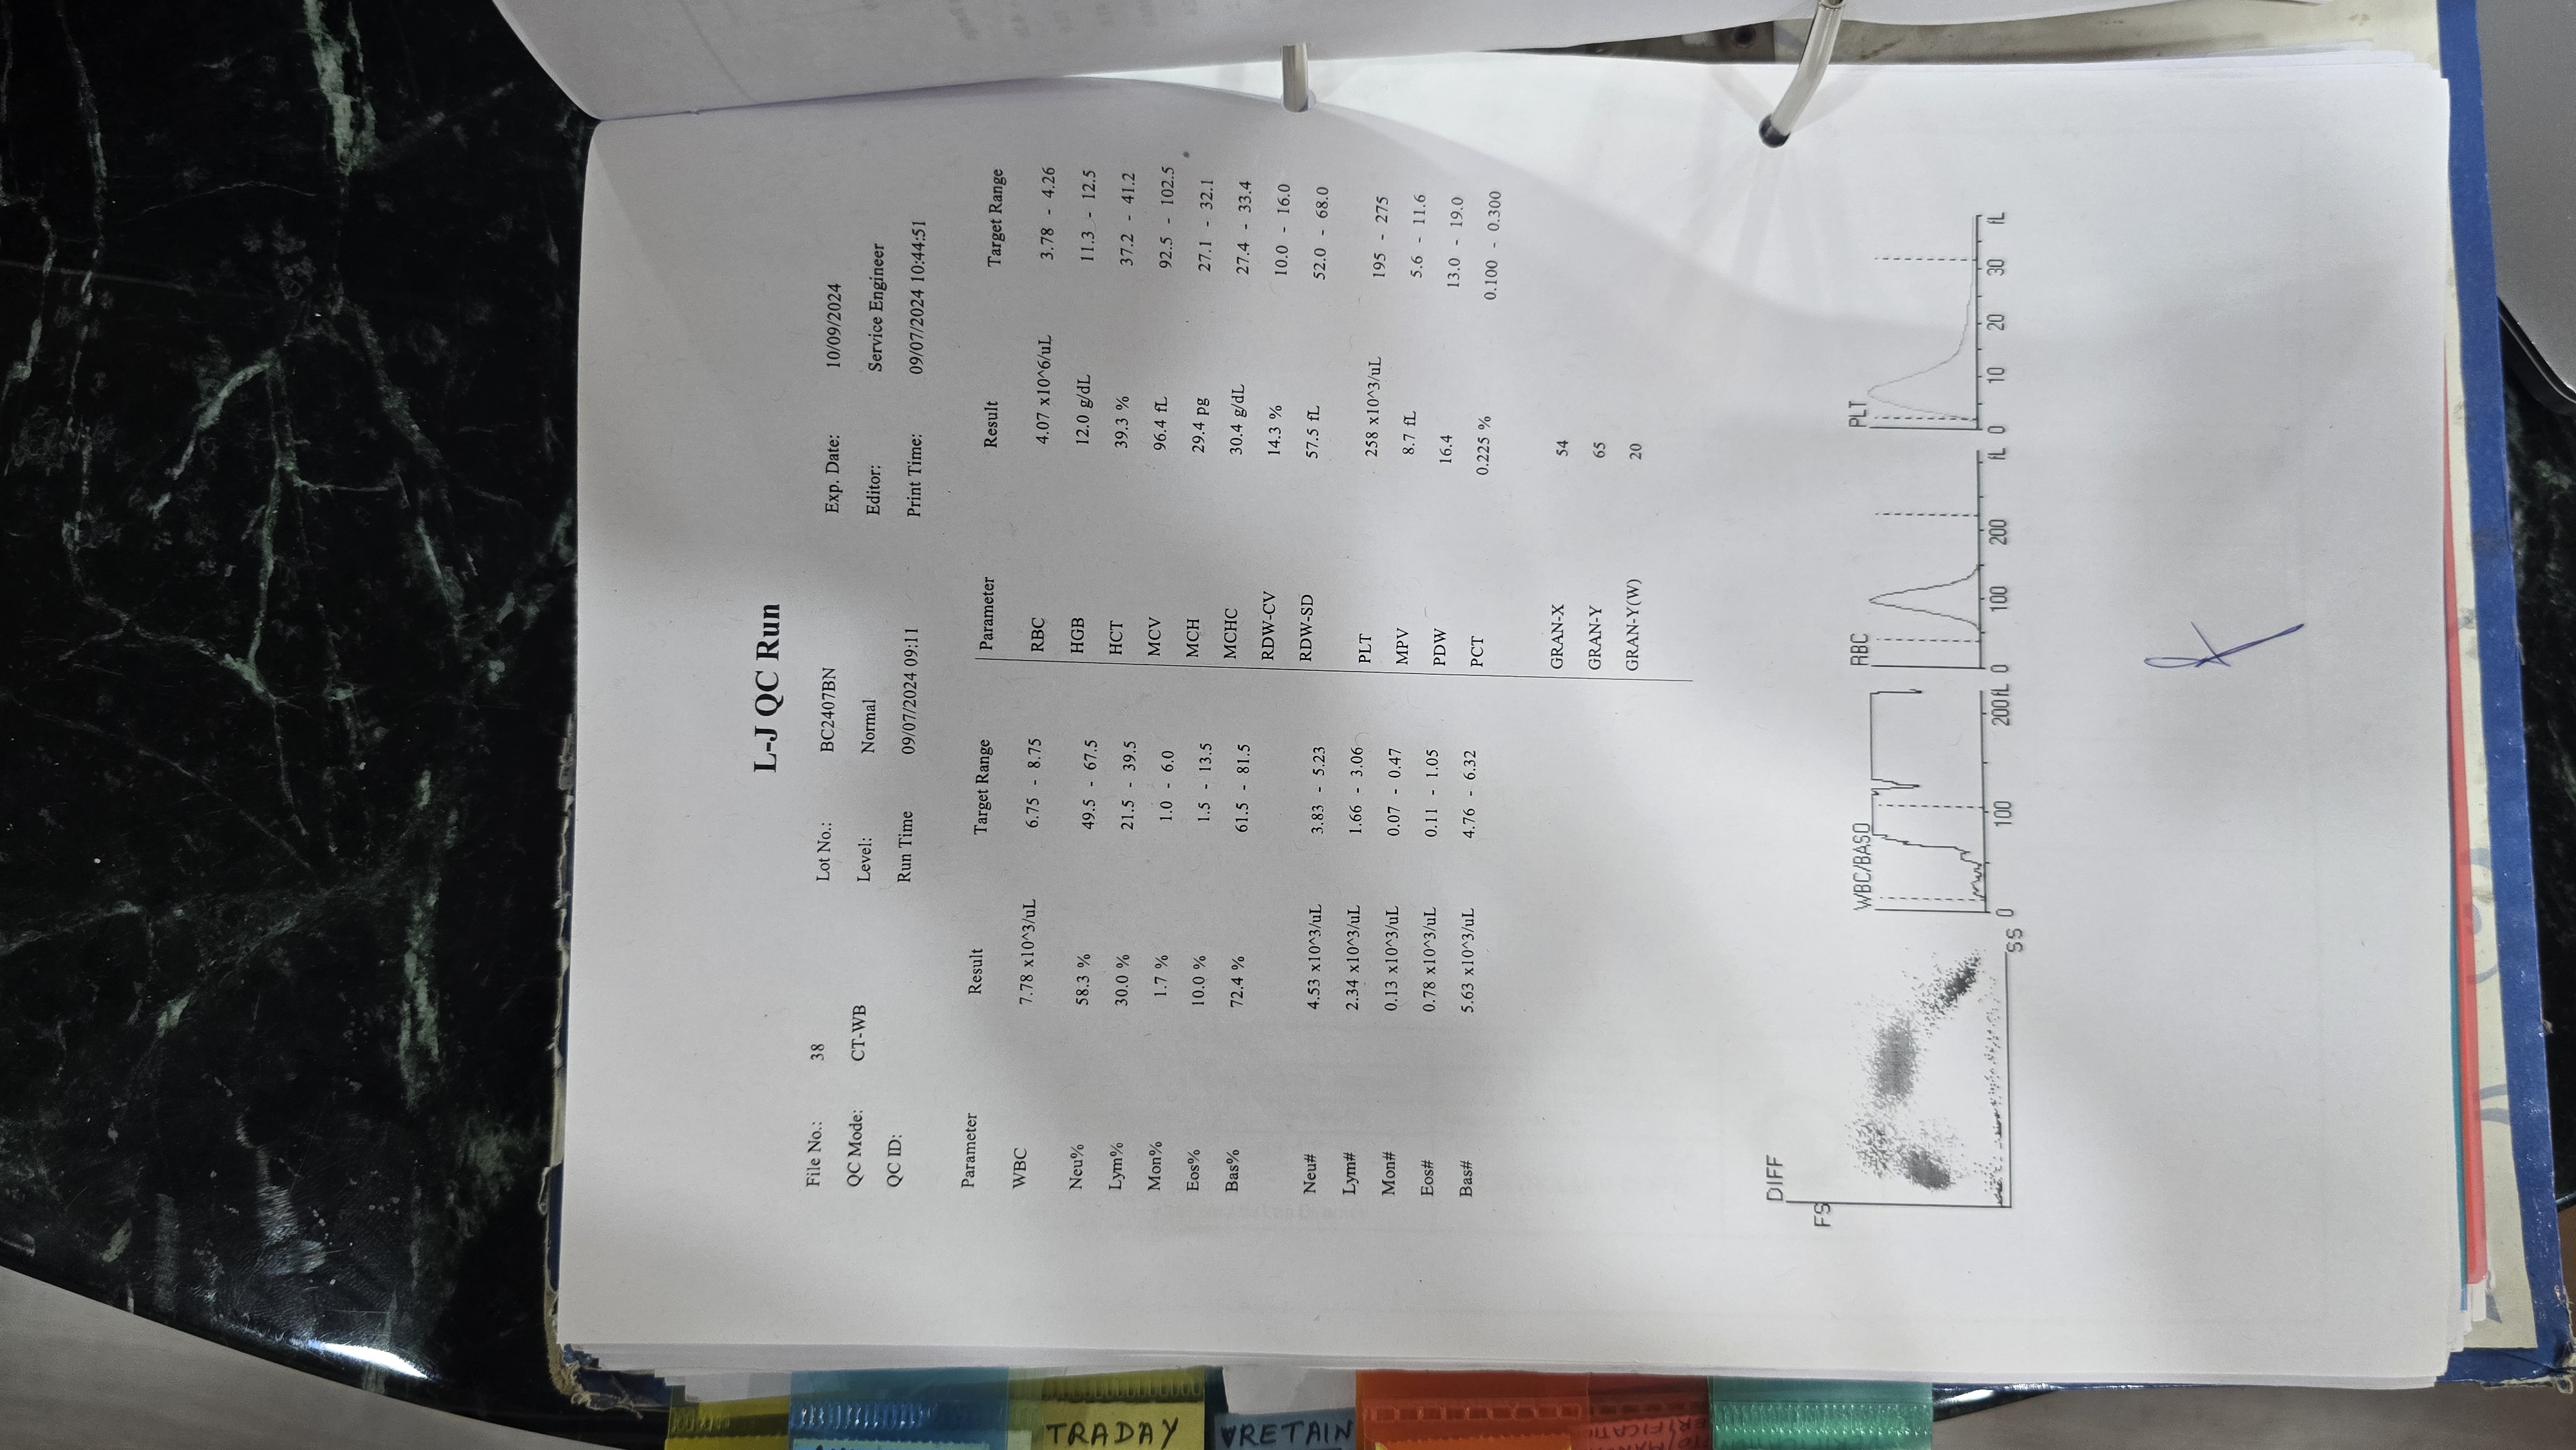 L-J QC Run
File No.: 38 Lot No.: BC2407BN Exp. Date: 10/09/2024
QC Mode: CT-WB Level: Normal Editor: Service Engineer
QC ID: Run Time 09/07/2024 09:11 Print Time: 09/07/2024 10:44:51
Parameter Result Target Range
WBC 7.78 x10^3/uL 6.75 - 8.75
Neu% 58.3 % 49.5 - 67.5
Lym% 30.0 % 21.5 - 39.5
Mon% 1.7 % 1.0 - 6.0
Eos% 10.0 % 1.5 - 13.5
Bas% 72.4 % 61.5 - 81.5
Neu# 4.53 x10^3/uL 3.83 - 5.23
Lym# 2.34 x10^3/uL 1.66 - 3.06
Mon# 0.13 x10^3/uL 0.07 - 0.47
Eos# 0.78 x10^3/uL 0.11 - 1.05
Bas# 5.63 x10^3/uL 4.76 - 6.32
Parameter Result Target Range
RBC 4.07 x10^6/uL 3.78 - 4.26
HGB 12.0 g/dL 11.3 - 12.5
HCT 39.3 % 37.2 - 41.2
MCV 96.4 fL 92.5 - 102.5
MCH 29.4 pg 27.1 - 32.1
MCHC 30.4 g/dL 27.4 - 33.4
RDW-CV 14.3 % 10.0 - 16.0
RDW-SD 57.5 fL 52.0 - 68.0
PLT 258 x10^3/uL 195 - 275
MPV 8.7 fL 5.6 - 11.6
PDW 16.4 13.0 - 19.0
PCT 0.225 % 0.100 - 0.300
GRAN-X 54
GRAN-Y 65
GRAN-Y(W) 20
DIFF
FS
SS
WBC/BASO
0 100 200 fL
RBC
0 100 200 fL
PLT
0 10 20 30 fL
TRADAY